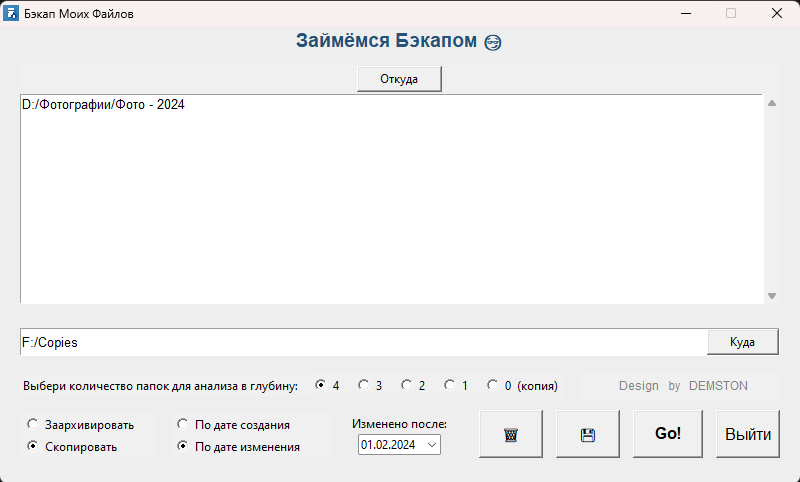 Бэкап Моих Файлов
Займёмся Бэкапом
Откуда
D:/Фотографии/Фото - 2024
F:/Copies
Куда
Выбери количество папок для анализа в глубину: 4 3 2 1 0 (копия)
Design by DEMSTON
Заархивировать
Скопировать
По дате создания
По дате изменения
Изменено после:
01.02.2024
Go!
Выйти